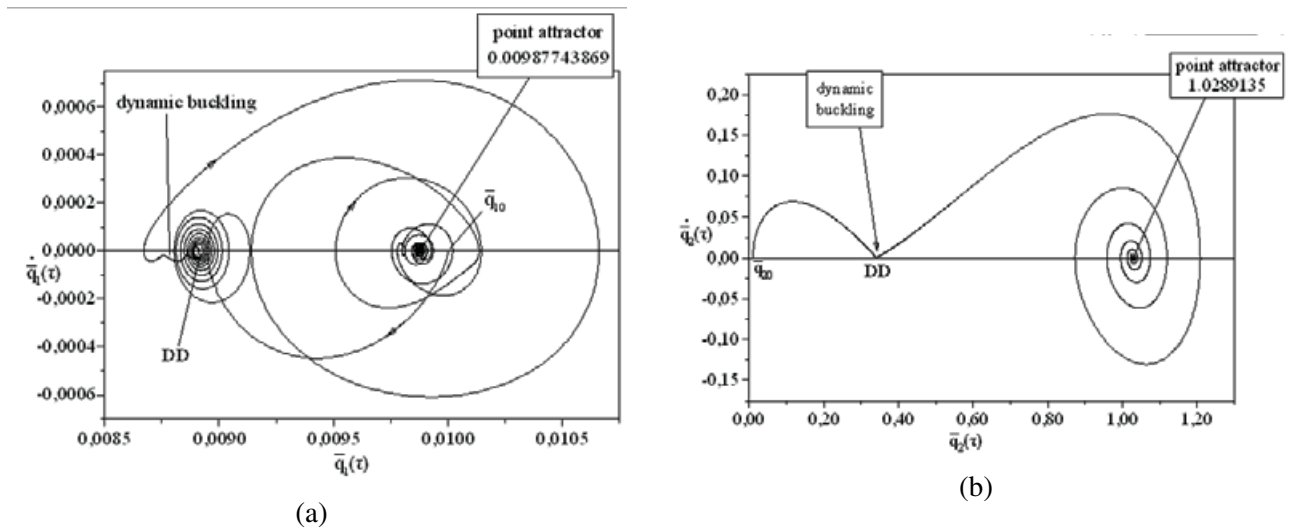 point attractor
0.00987743869
dynamic buckling
0,0006
0,0004
0,0002
0,0000
-0,0002
-0,0004
-0,0006
q̇̄₁(τ)
q̄₁₀
DD
0,0085
0,0090
0,0095
0,0100
0,0105
q̄₁(τ)
(a)
point attractor
1.0289135
dynamic
buckling
0,20
0,15
0,10
0,05
0,00
-0,05
-0,10
-0,15
q̇̄₂(τ)
q̄₂₀
DD
0,00
0,20
0,40
0,60
0,80
1,00
1,20
q̄₂(τ)
(b)